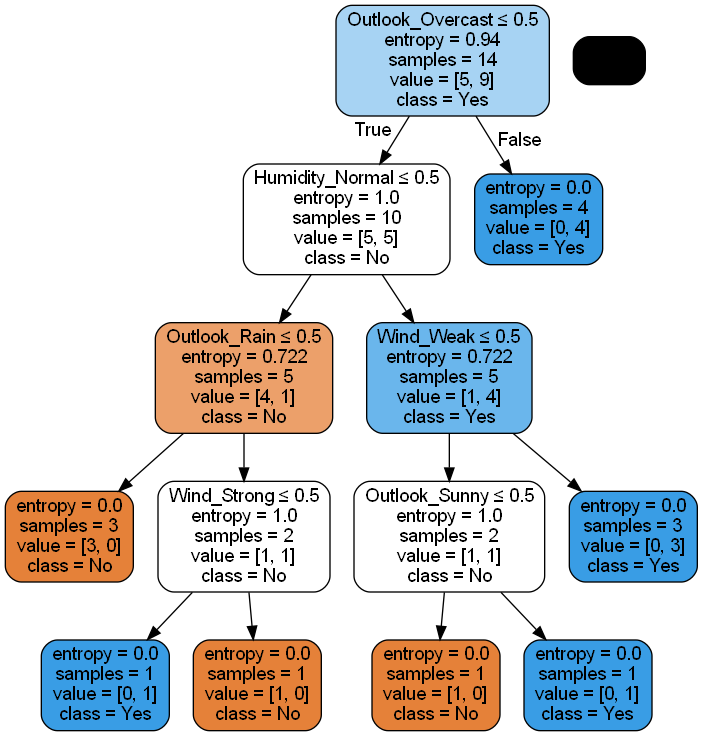 Outlook_Overcast ≤ 0.5
entropy = 0.94
samples = 14
value = [5, 9]
class = Yes
True
False
Humidity_Normal ≤ 0.5
entropy = 1.0
samples = 10
value = [5, 5]
class = No
entropy = 0.0
samples = 4
value = [0, 4]
class = Yes
Outlook_Rain ≤ 0.5
entropy = 0.722
samples = 5
value = [4, 1]
class = No
Wind_Weak ≤ 0.5
entropy = 0.722
samples = 5
value = [1, 4]
class = Yes
entropy = 0.0
samples = 3
value = [3, 0]
class = No
Wind_Strong ≤ 0.5
entropy = 1.0
samples = 2
value = [1, 1]
class = No
Outlook_Sunny ≤ 0.5
entropy = 1.0
samples = 2
value = [1, 1]
class = No
entropy = 0.0
samples = 3
value = [0, 3]
class = Yes
entropy = 0.0
samples = 1
value = [0, 1]
class = Yes
entropy = 0.0
samples = 1
value = [1, 0]
class = No
entropy = 0.0
samples = 1
value = [1, 0]
class = No
entropy = 0.0
samples = 1
value = [0, 1]
class = Yes